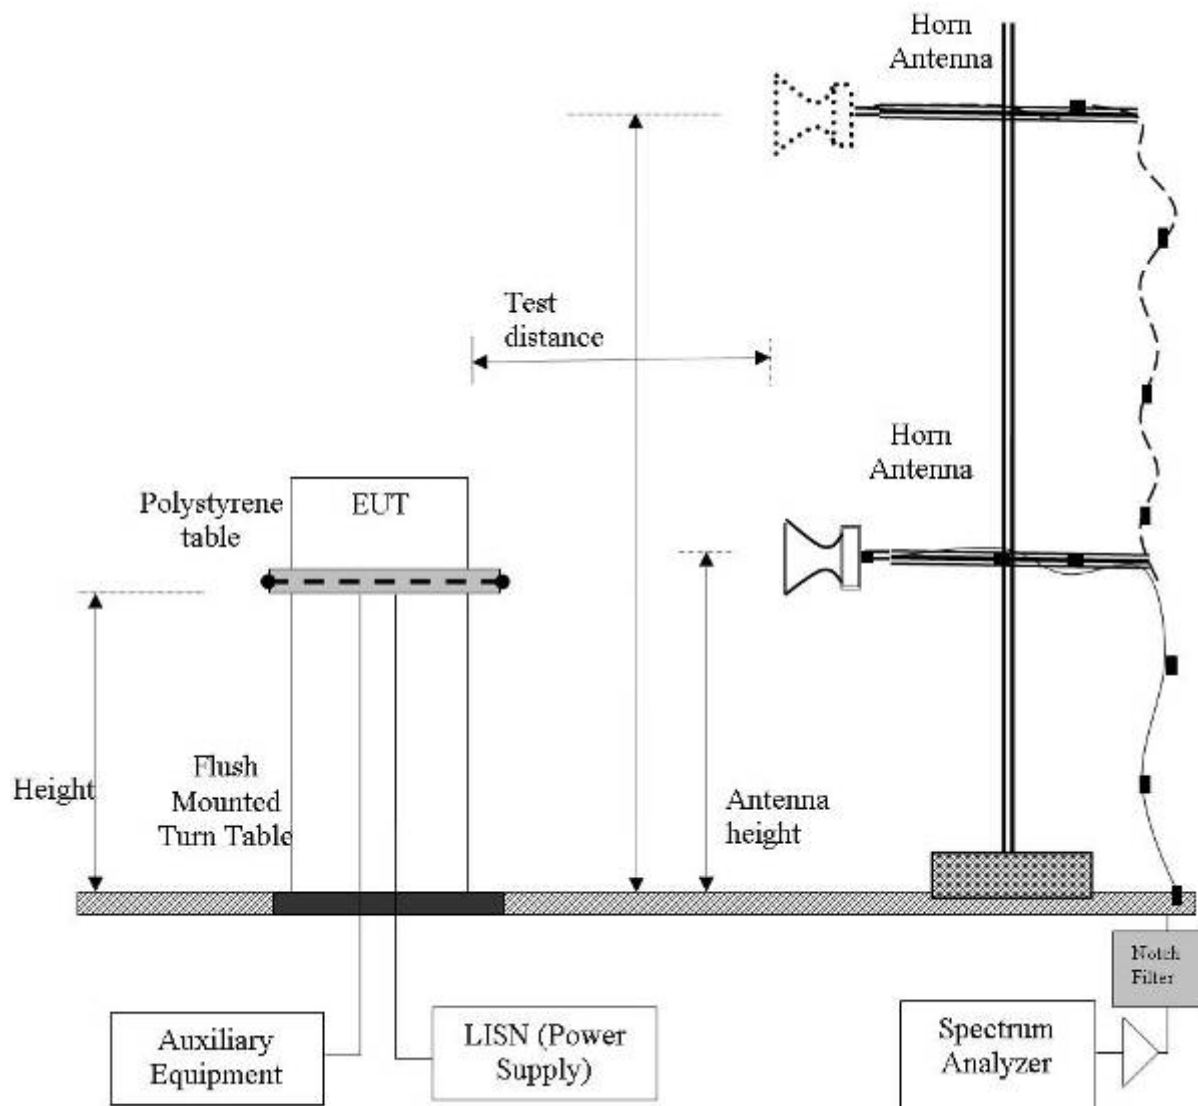 Horn
Antenna
Test
distance
Horn
Antenna
Polystyrene
table
EUT
Height
Flush
Mounted
Turn Table
Antenna
height
Notch
Filter
Auxiliary
Equipment
LISN (Power
Supply)
Spectrum
Analyzer